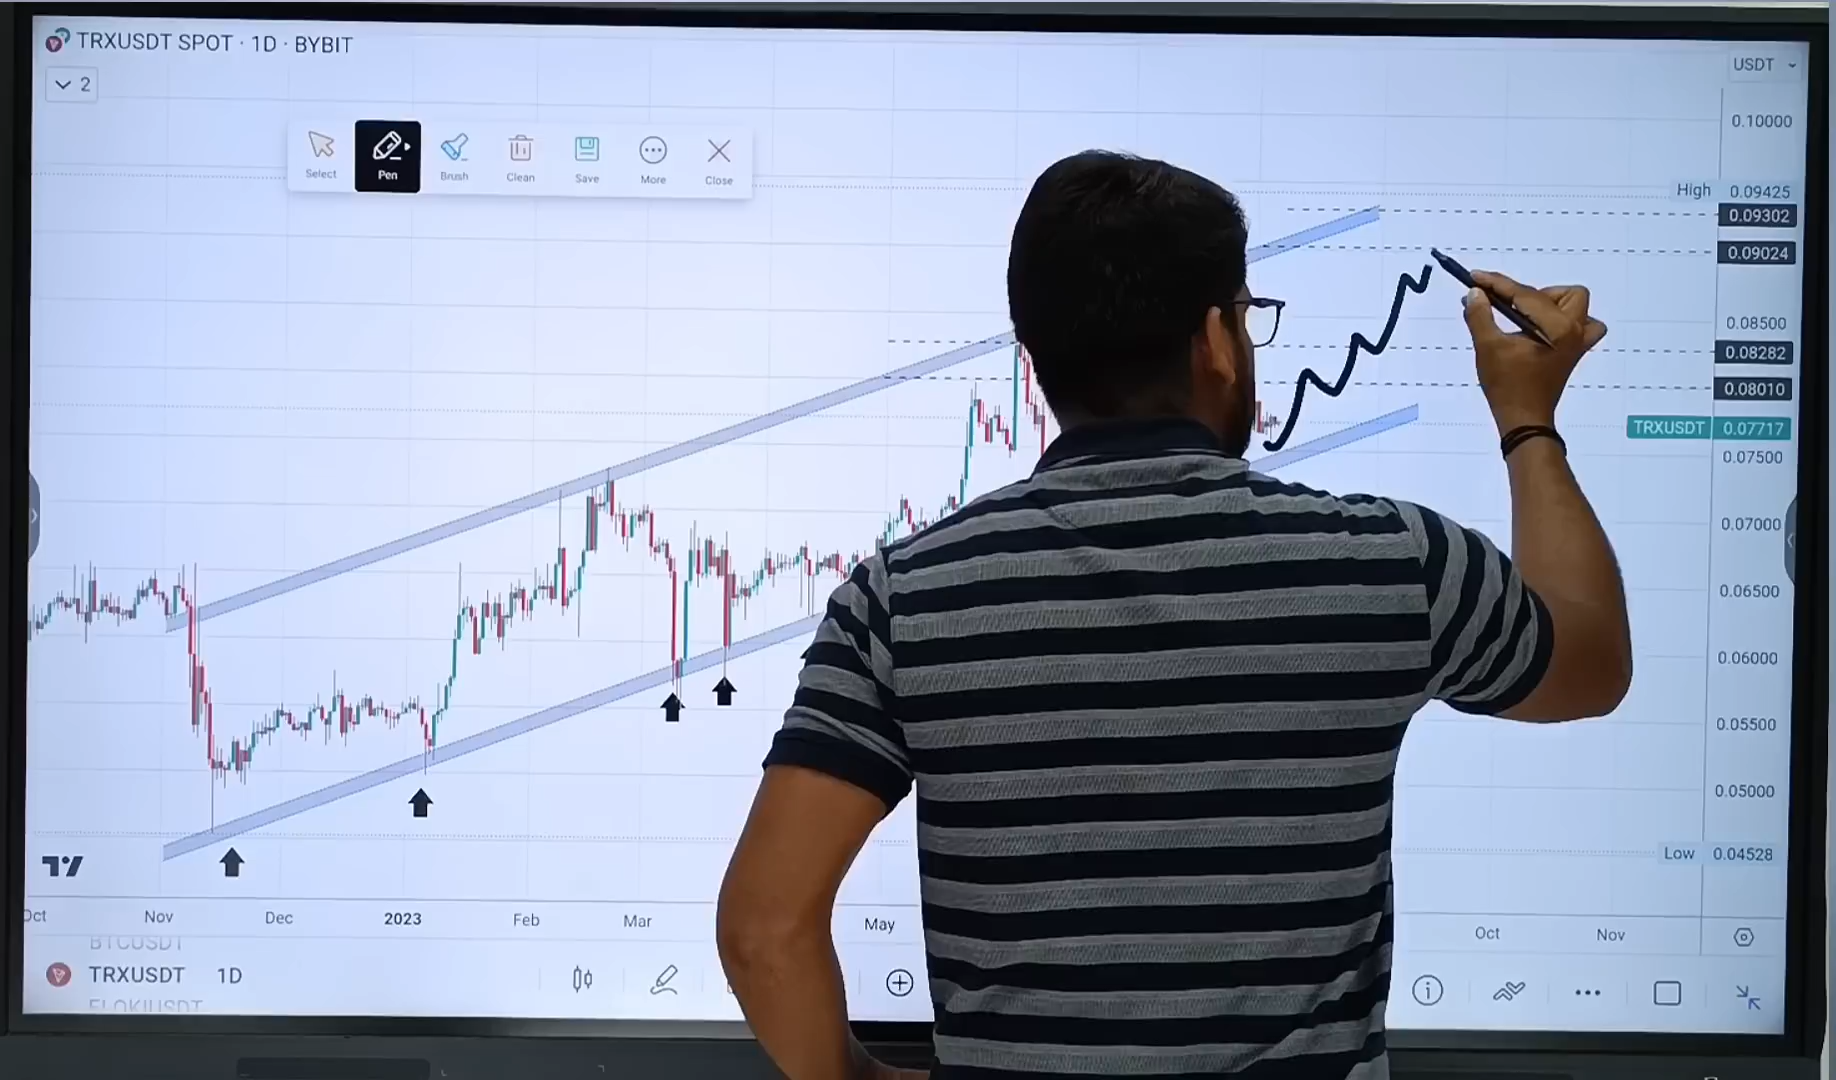 TRXUSDT SPOT · 1D · BYBIT
USDT
2
Select
Pen
Brush
Clean
Save
More
Close
0.10000
High 0.09425
0.09302
0.09024
0.08500
0.08282
0.08010
TRXUSDT 0.07717
0.07500
0.07000
0.06500
0.06000
0.05500
0.05000
Low 0.04528
Oct Nov Dec 2023 Feb Mar May Oct Nov
BTCUSDT
TRXUSDT 1D
FLOKIUSDT